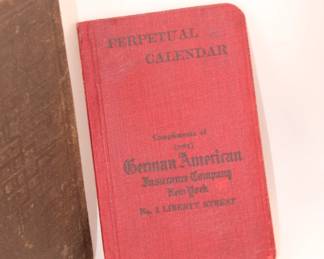 PERPETUAL
CALENDAR
Compliments of
German American
Insurance Company
New York
No. 1 LIBERTY STREET